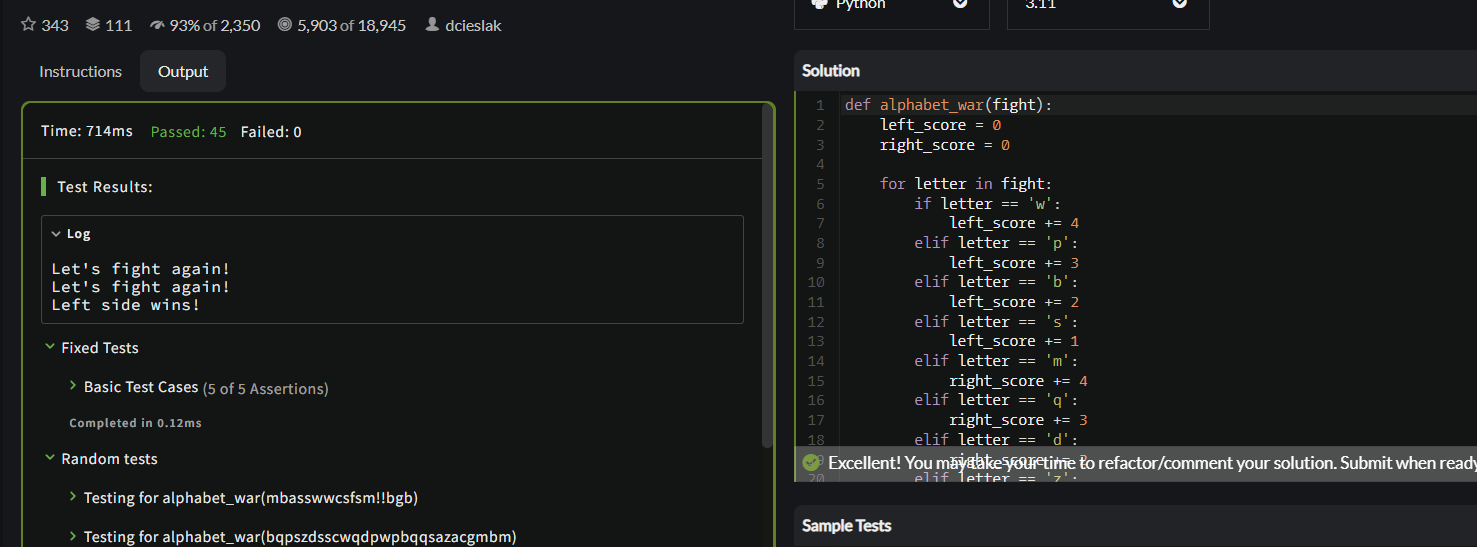 343 111 93% of 2,350 5,903 of 18,945 dcieslak
Instructions Output
Time: 714ms Passed: 45 Failed: 0
Test Results:
Log
Let's fight again!
Let's fight again!
Left side wins!
Fixed Tests
Basic Test Cases (5 of 5 Assertions)
Completed in 0.12ms
Random tests
Testing for alphabet_war(mbasswwcsfsm!!bgb)
Testing for alphabet_war(bqpszdsscwqdpwpbqqsazacgmbm)
Python 3.11
Solution
1 def alphabet_war(fight):
2 left_score = 0
3 right_score = 0
4
5 for letter in fight:
6 if letter == 'w':
7 left_score += 4
8 elif letter == 'p':
9 left_score += 3
10 elif letter == 'b':
11 left_score += 2
12 elif letter == 's':
13 left_score += 1
14 elif letter == 'm':
15 right_score += 4
16 elif letter == 'q':
17 right_score += 3
18 elif letter == 'd':
19 right_score += 2
Excellent! You may take your time to refactor/comment your solution. Submit when ready
20 elif letter == 'z':
Sample Tests